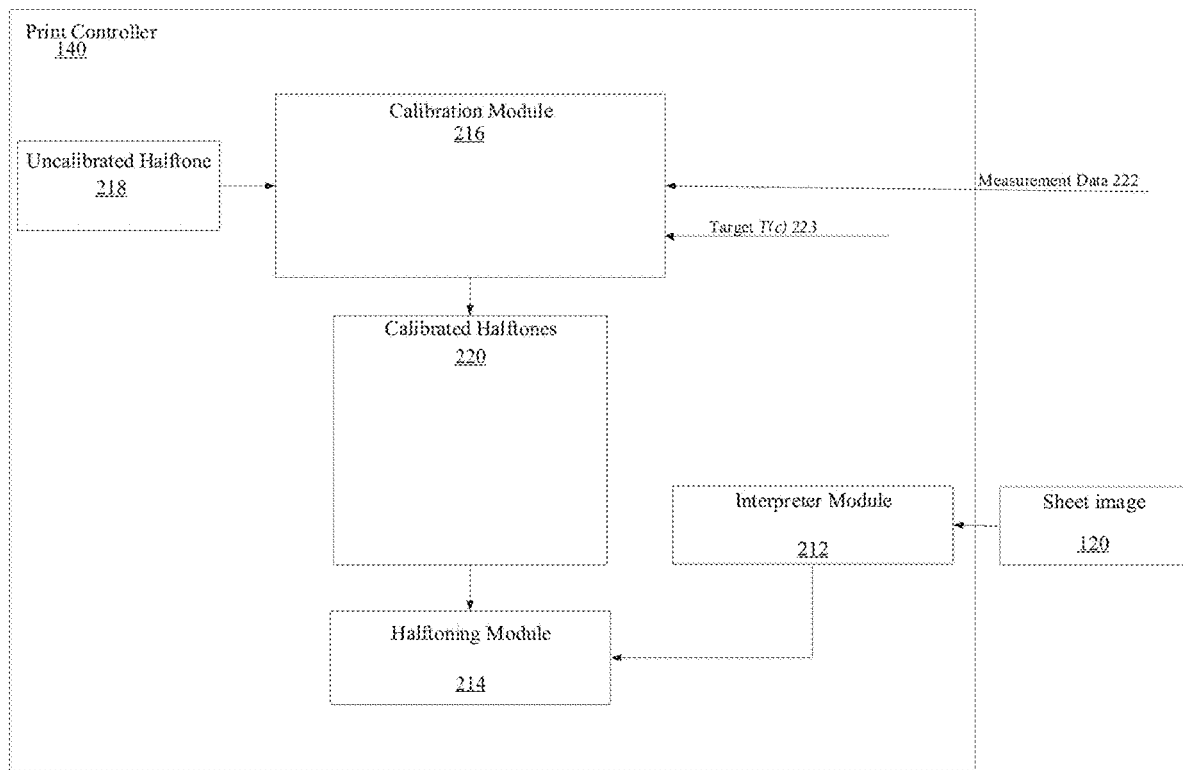 Print Controller
140
Calibration Module
216
Uncalibrated Halftone
218
Measurement Data 222
Target T(c) 223
Calibrated Halftones
220
Interpreter Module
212
Sheet image
120
Halftoning Module
214